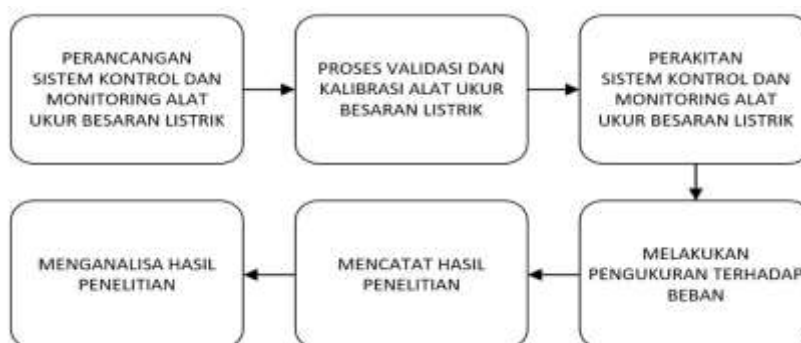 PERANCANGAN
SISTEM KONTROL DAN
MONITORING ALAT
UKUR BESARAN LISTRIK
PROSES VALIDASI DAN
KALIBRASI ALAT UKUR
BESARAN LISTRIK
PERAKITAN
SISTEM KONTROL DAN
MONITORING ALAT
UKUR BESARAN LISTRIK
MELAKUKAN
PENGUKURAN TERHADAP
BEBAN
MENCATAT HASIL
PENELITIAN
MENGANALISA HASIL
PENELITIAN